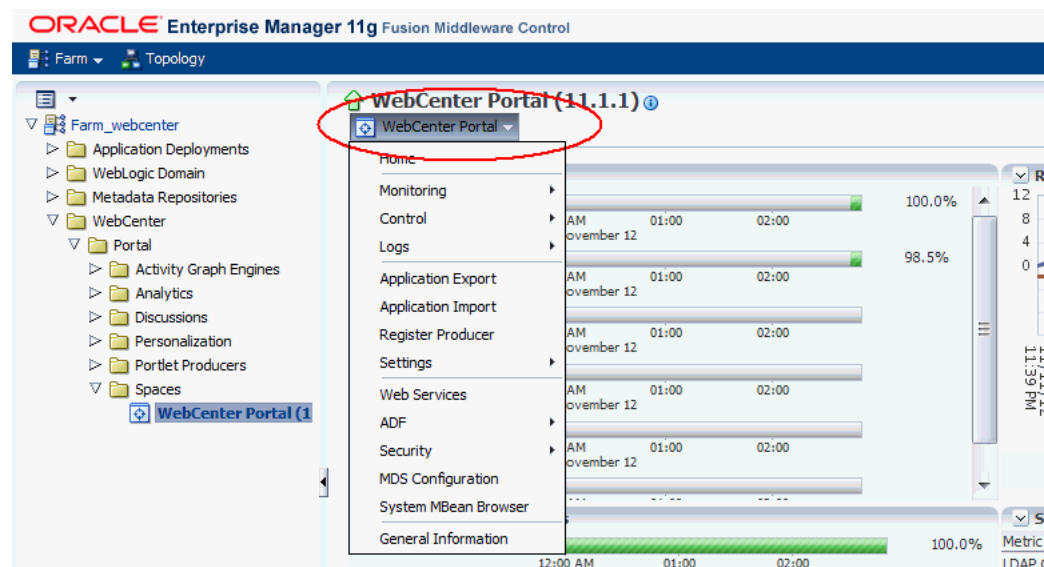 ORACLE Enterprise Manager 11g Fusion Middleware Control
Farm
Topology
Farm_webcenter
Application Deployments
WebLogic Domain
Metadata Repositories
WebCenter
Portal
Activity Graph Engines
Analytics
Discussions
Personalization
Portlet Producers
Spaces
WebCenter Portal (1
WebCenter Portal (11.1.1)
WebCenter Portal
Home
Monitoring
Control
Logs
Application Export
Application Import
Register Producer
Settings
Web Services
ADF
Security
MDS Configuration
System MBean Browser
General Information
100.0%
AM 01:00 02:00
ovember 12
98.5%
AM 01:00 02:00
ovember 12
AM 01:00 02:00
ovember 12
AM 01:00 02:00
ovember 12
AM 01:00 02:00
ovember 12
100.0%
12:00 AM 01:00 02:00
R
12
8
4
0
11:39 PM
11/11/12
S
Metric
LDAP